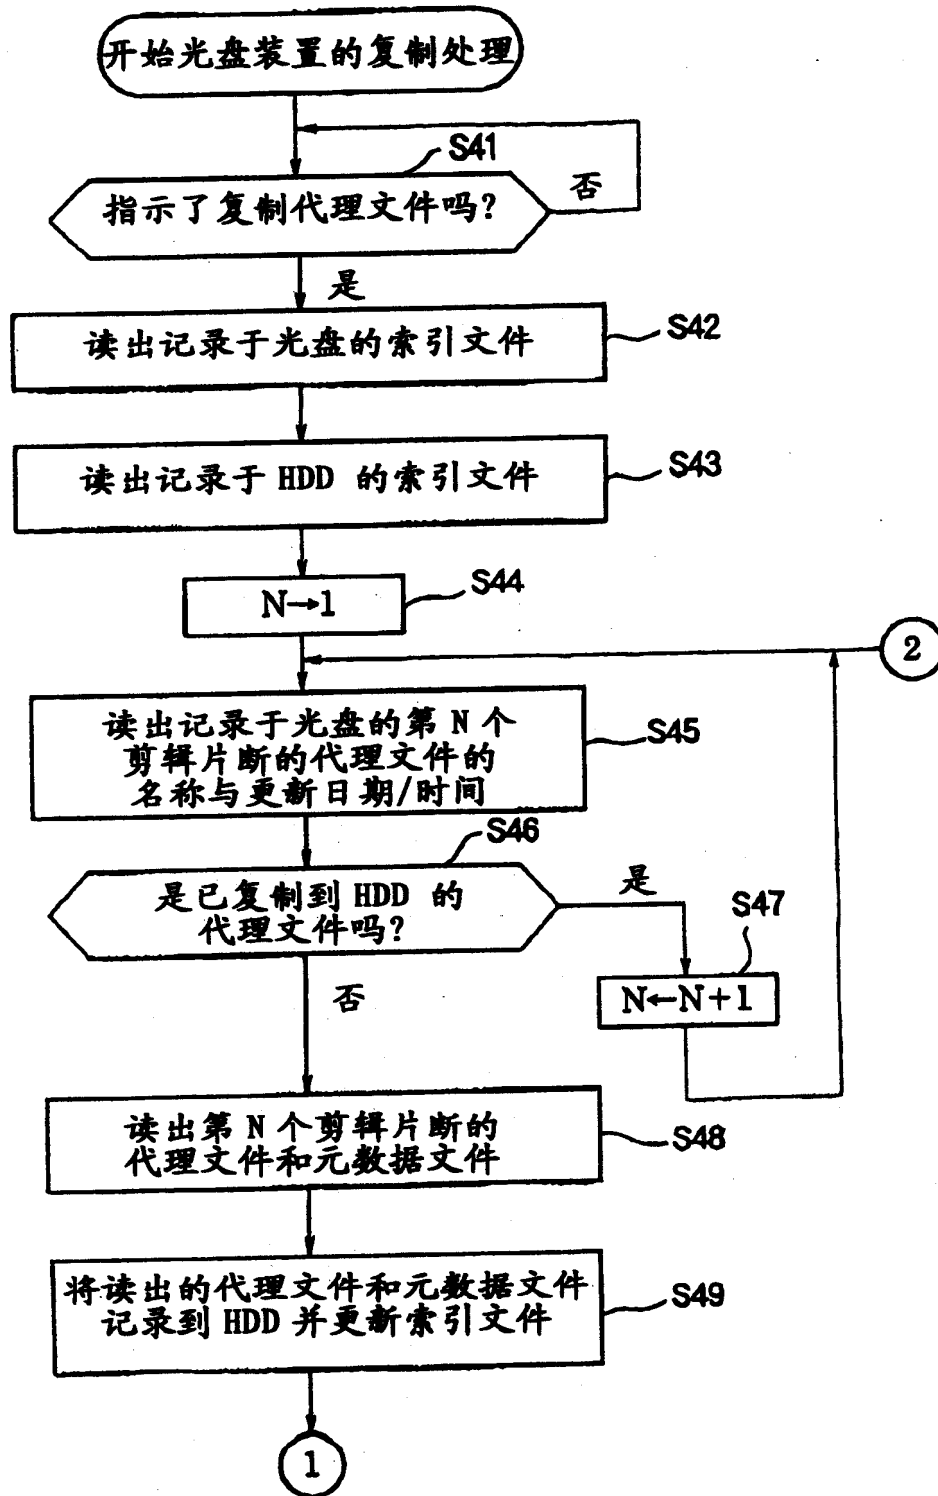 开始光盘装置的复制处理
S41
否
指示了复制代理文件吗?
是
S42
读出记录于光盘的索引文件
S43
读出记录于 HDD 的索引文件
S44
N→1
2
读出记录于光盘的第 N 个
剪辑片断的代理文件的
名称与更新日期/时间
S45
S46
是已复制到 HDD 的
代理文件吗?
是
S47
N←N+1
否
读出第 N 个剪辑片断的
代理文件和元数据文件
S48
将读出的代理文件和元数据文件
记录到 HDD 并更新索引文件
S49
1